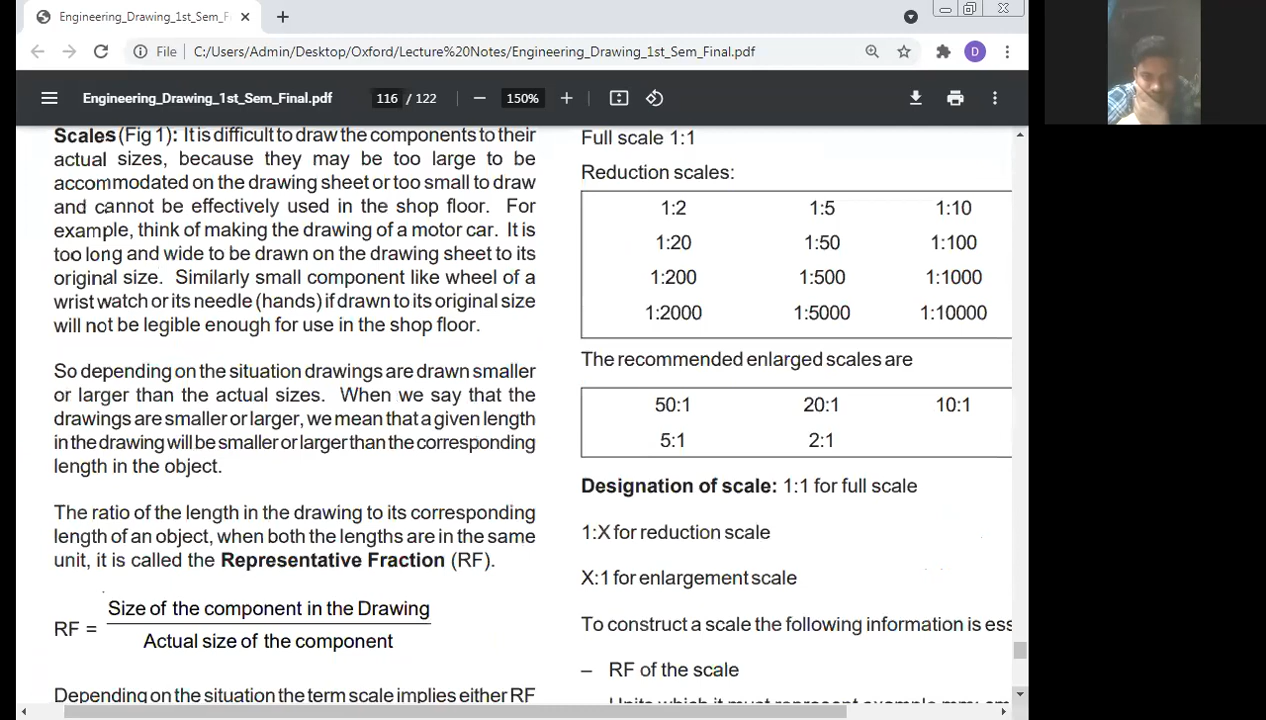 Engineering_Drawing_1st_Sem_F
File C:/Users/Admin/Desktop/Oxford/Lecture%20Notes/Engineering_Drawing_1st_Sem_Final.pdf
D
Engineering_Drawing_1st_Sem_Final.pdf 116 / 122 150%
Scales (Fig 1): It is difficult to draw the components to their
actual sizes, because they may be too large to be
accommodated on the drawing sheet or too small to draw
and cannot be effectively used in the shop floor. For
example, think of making the drawing of a motor car. It is
too long and wide to be drawn on the drawing sheet to its
original size. Similarly small component like wheel of a
wrist watch or its needle (hands) if drawn to its original size
will not be legible enough for use in the shop floor.
So depending on the situation drawings are drawn smaller
or larger than the actual sizes. When we say that the
drawings are smaller or larger, we mean that a given length
in the drawing will be smaller or larger than the corresponding
length in the object.
The ratio of the length in the drawing to its corresponding
length of an object, when both the lengths are in the same
unit, it is called the Representative Fraction (RF).
RF = Size of the component in the Drawing
Actual size of the component
Depending on the situation the term scale implies either RF
Full scale 1:1
Reduction scales:
1:2 1:5 1:10
1:20 1:50 1:100
1:200 1:500 1:1000
1:2000 1:5000 1:10000
The recommended enlarged scales are
50:1 20:1 10:1
5:1 2:1
Designation of scale: 1:1 for full scale
1:X for reduction scale
X:1 for enlargement scale
To construct a scale the following information is ess
– RF of the scale
Units which it must represent example mm; cm